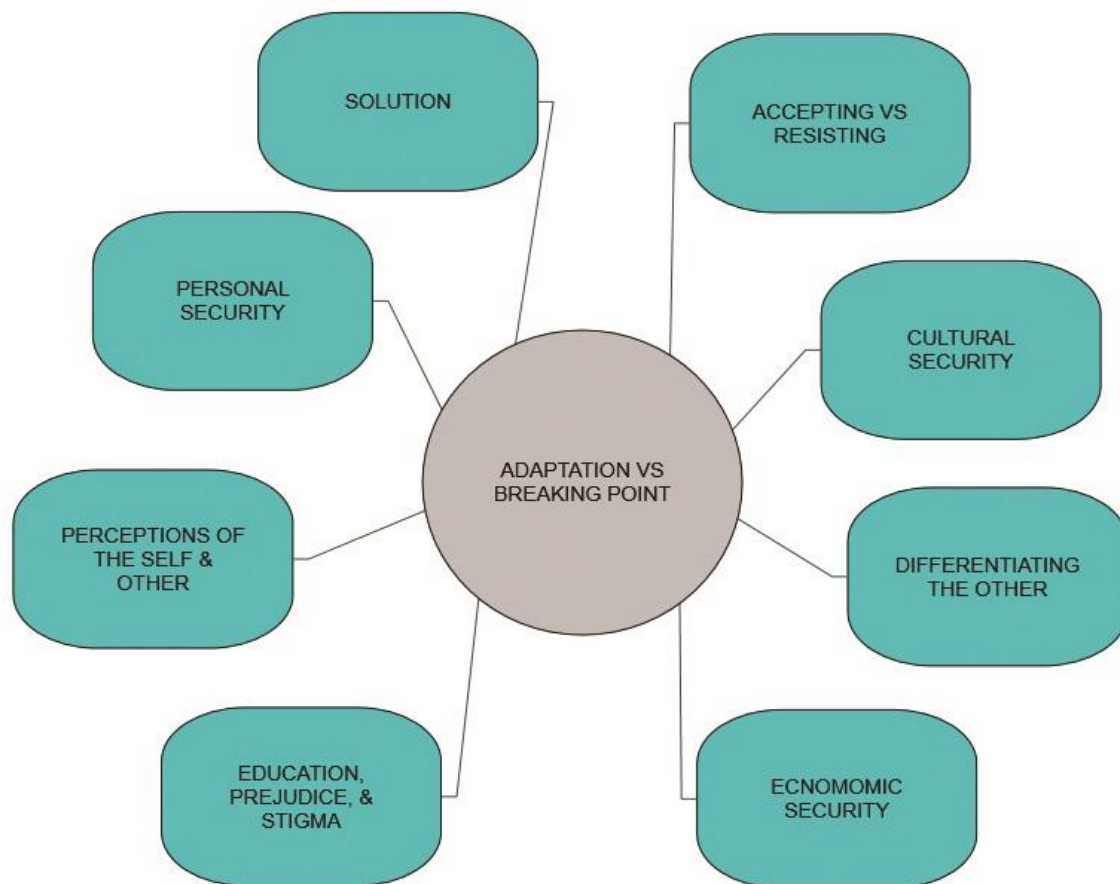 SOLUTION
ACCEPTING VS
RESISTING
PERSONAL
SECURITY
CULTURAL
SECURITY
ADAPTATION VS
BREAKING POINT
PERCEPTIONS OF
THE SELF &
OTHER
DIFFERENTIATING
THE OTHER
EDUCATION,
PREJUDICE, &
STIGMA
ECNOMOMIC
SECURITY